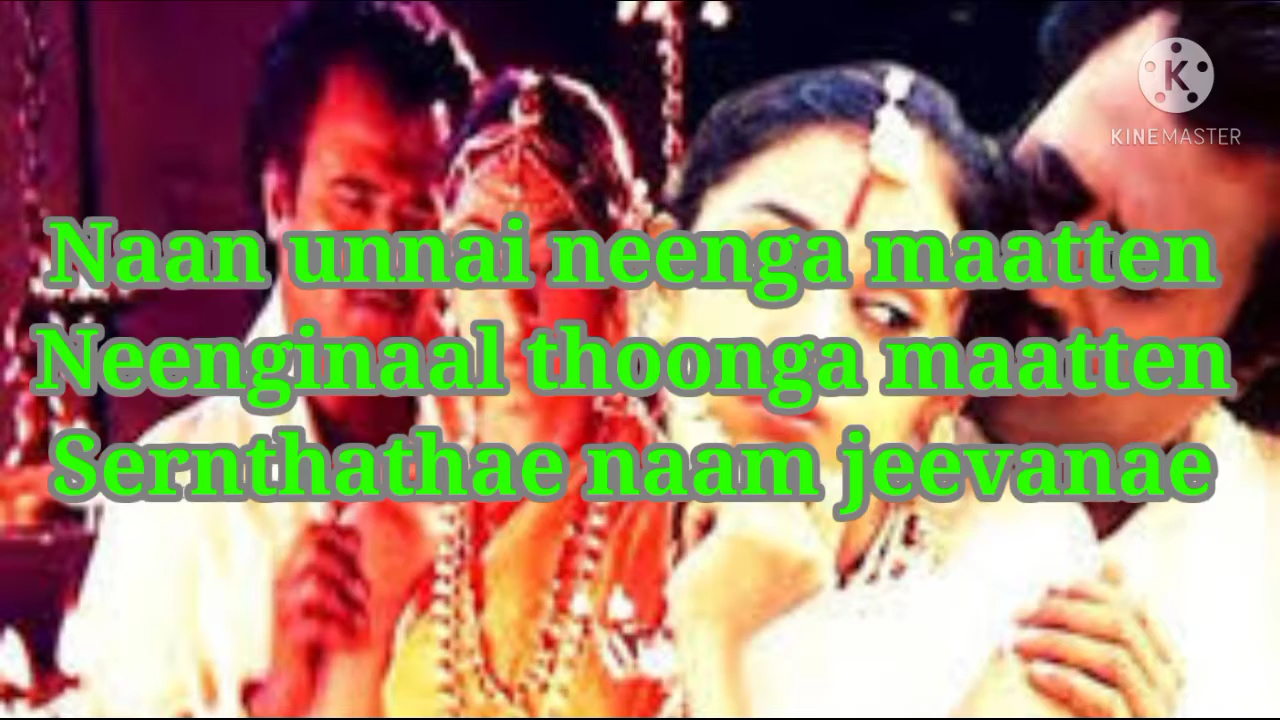 KINEMASTER
Naan unnai neenga maatten
Neenginaal thoonga maatten
Sernthathae naam jeevanae